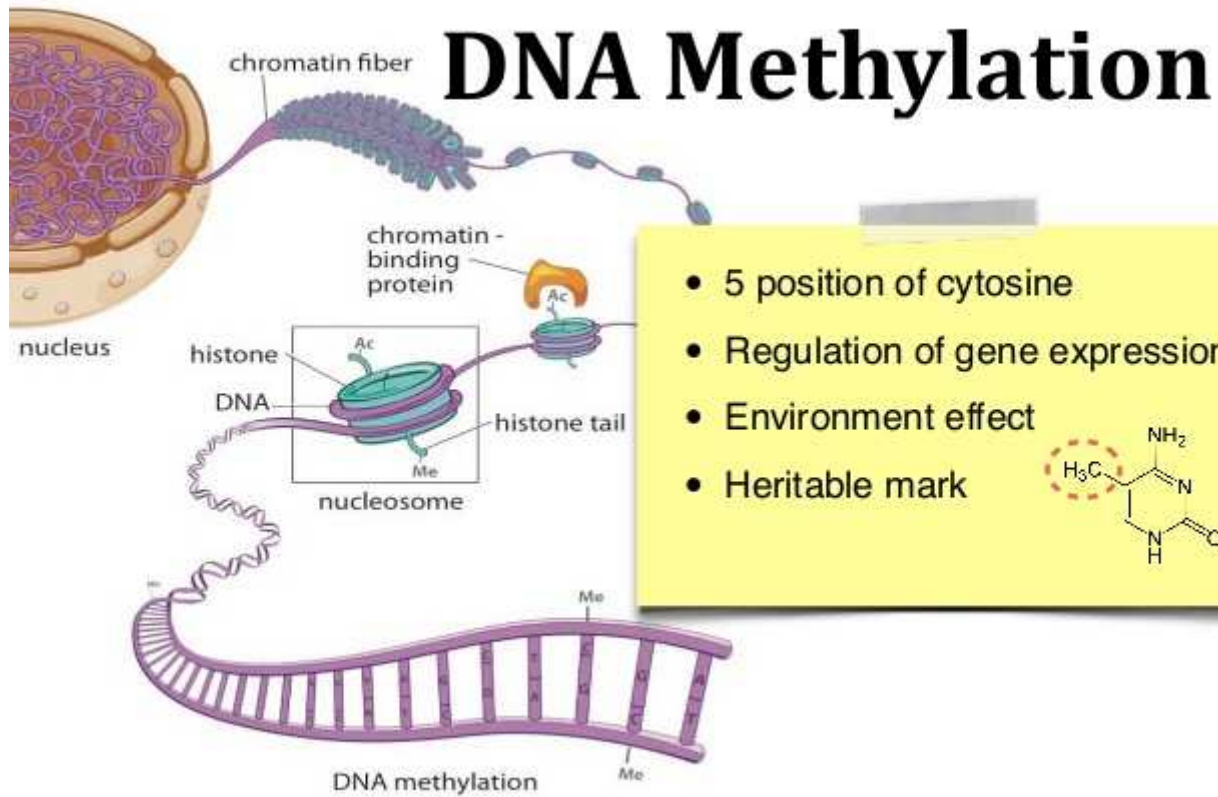 DNA Methylation
chromatin fiber
chromatin -
binding
protein
Ac
nucleus
histone
Ac
DNA
histone tail
Me
nucleosome
• 5 position of cytosine
• Regulation of gene expression
• Environment effect
• Heritable mark
NH₂
H₃C
N
N
H
O
Me
Me
DNA methylation